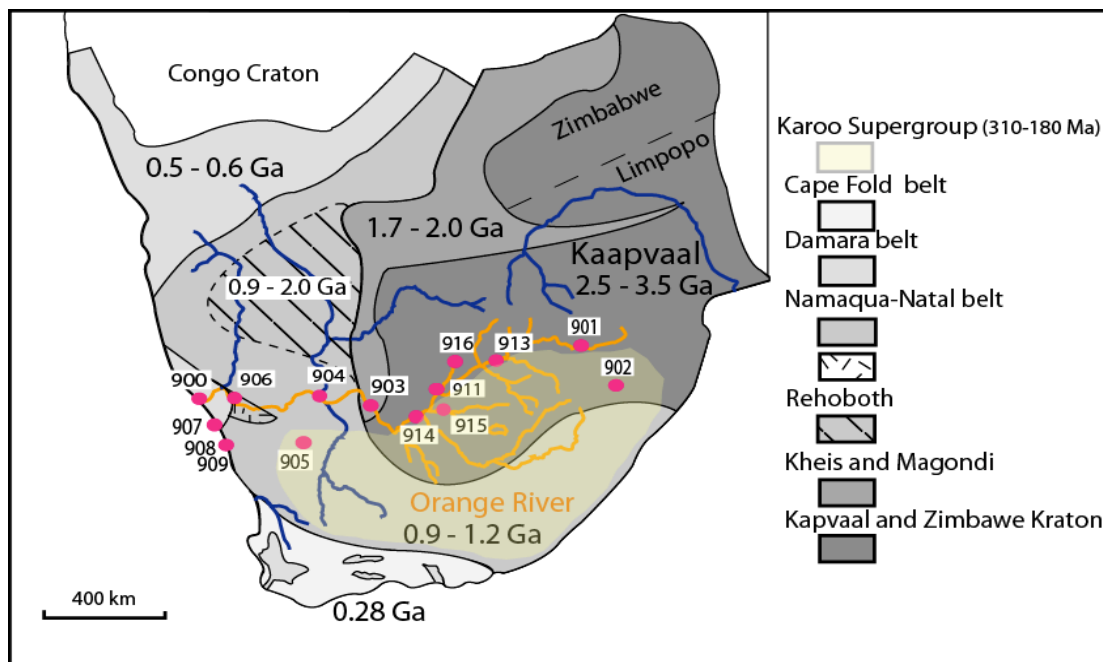 Congo Craton
Zimbabwe
Limpopo
0.5 - 0.6 Ga
1.7 - 2.0 Ga
Kaapvaal
2.5 - 3.5 Ga
0.9 - 2.0 Ga
901
916
913
902
900
906
904
903
911
907
914
915
908
909
905
Orange River
0.9 - 1.2 Ga
400 km
0.28 Ga
Karoo Supergroup (310-180 Ma)
Cape Fold belt
Damara belt
Namaqua-Natal belt
Rehoboth
Kheis and Magondi
Kapvaal and Zimbawe Kraton